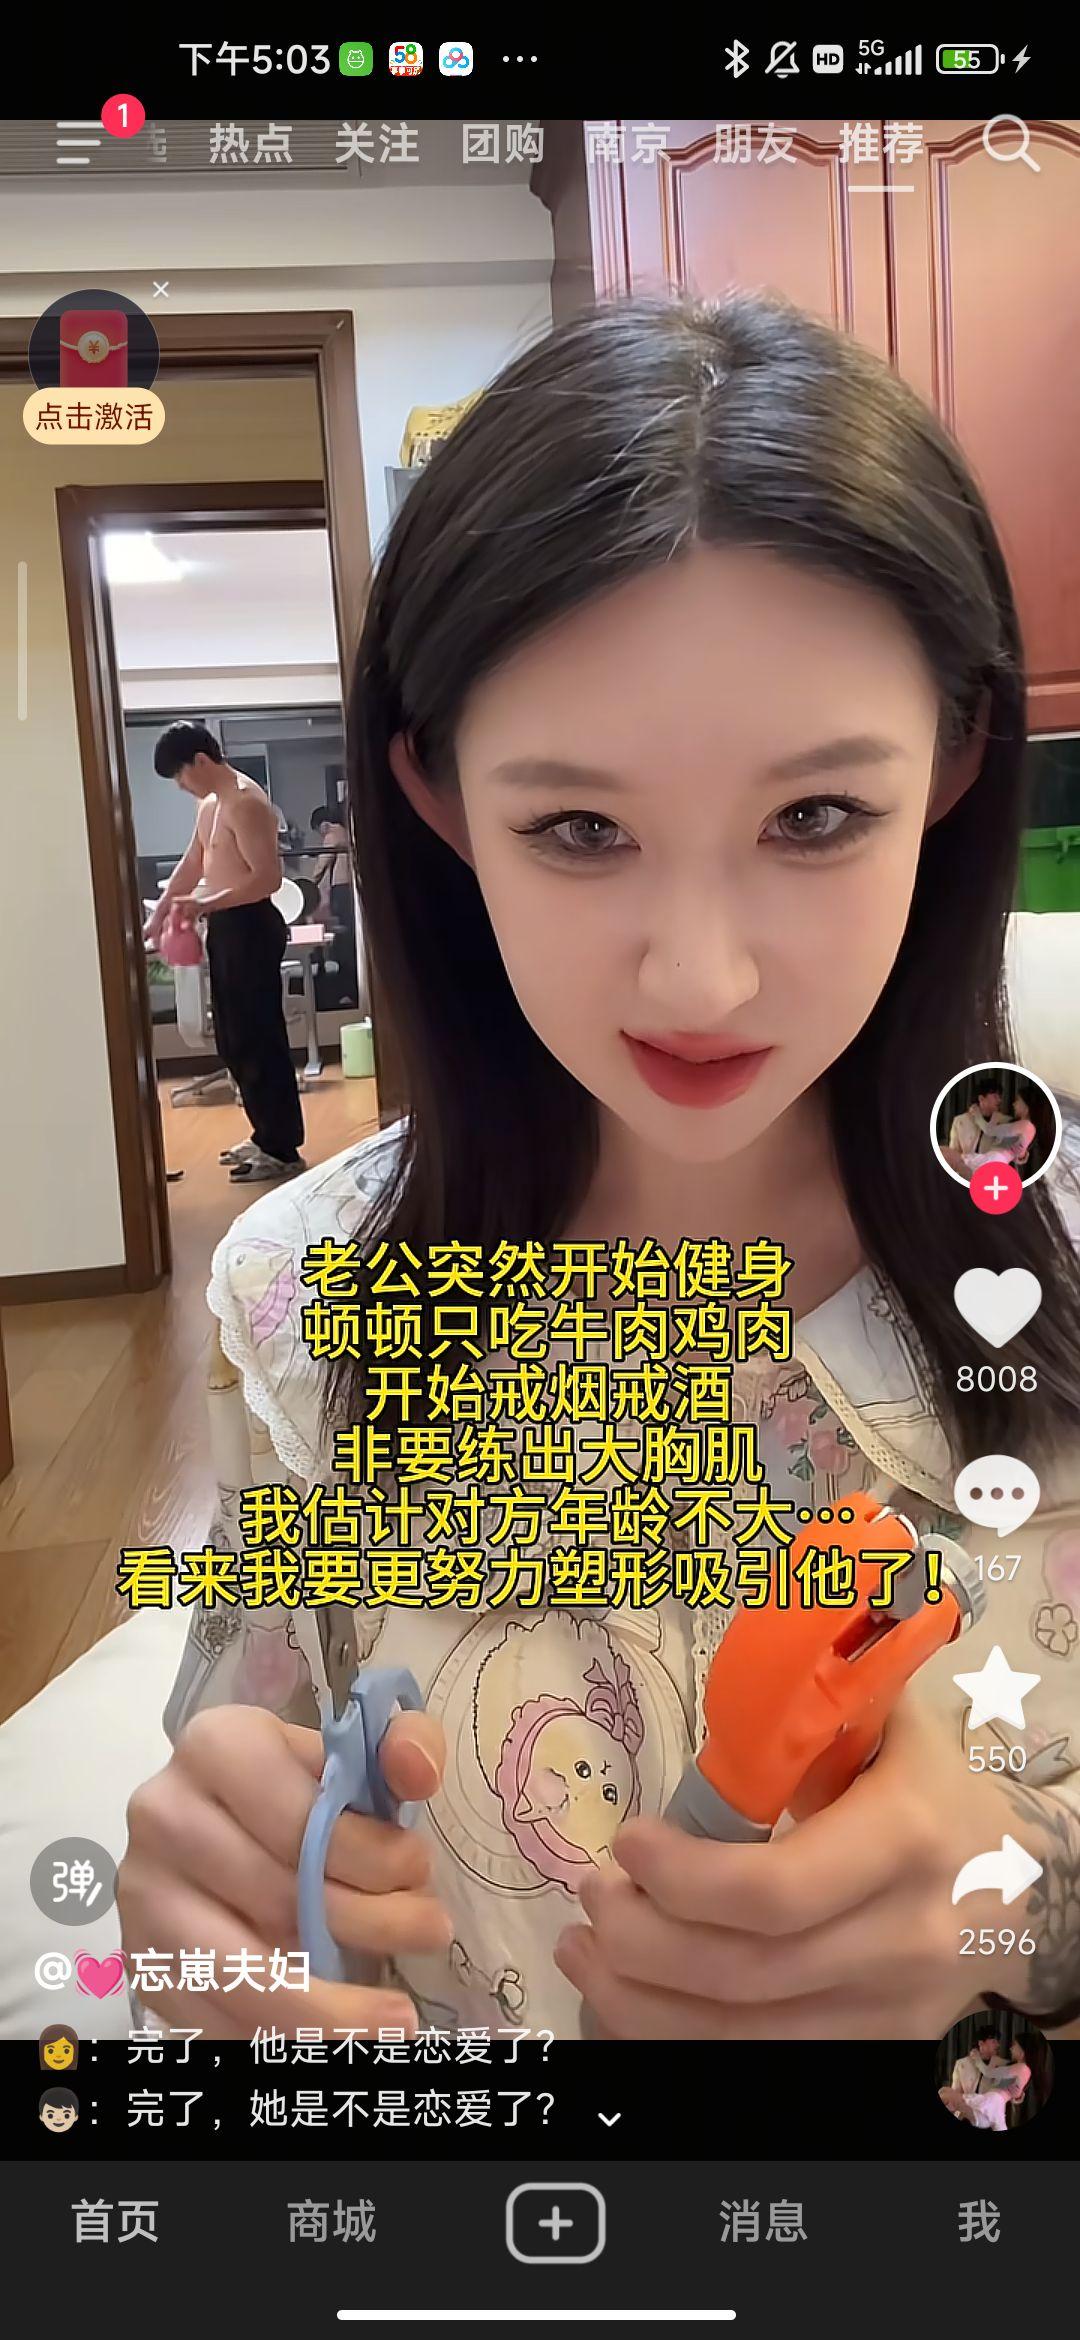 下午5:03
58
...
HD
5G
55
1
热点 关注 团购 南京 朋友 推荐
点击激活
老公突然开始健身
顿顿只吃牛肉鸡肉
开始戒烟戒酒
非要练出大胸肌
我估计对方年龄不大…
看来我要更努力塑形吸引他了！
8008
167
550
2596
弹
@💓忘崽夫妇
👩：完了，他是不是恋爱了？
👦🏻：完了，她是不是恋爱了？
首页 商城 消息 我